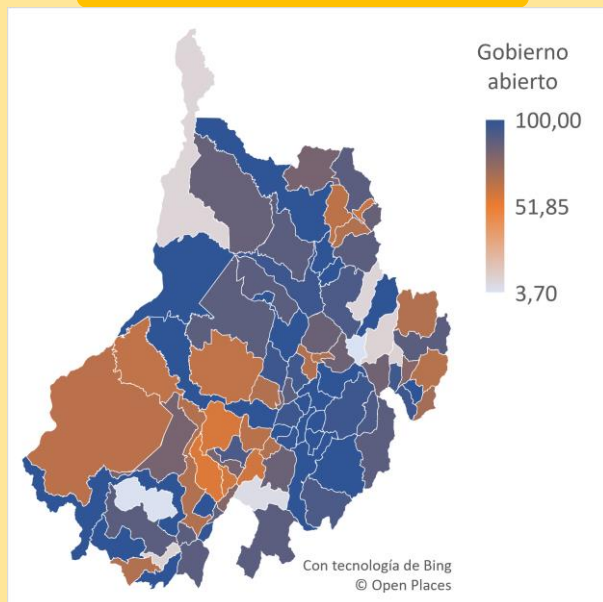 Gobierno
abierto
100,00
51,85
3,70
Con tecnología de Bing
© Open Places